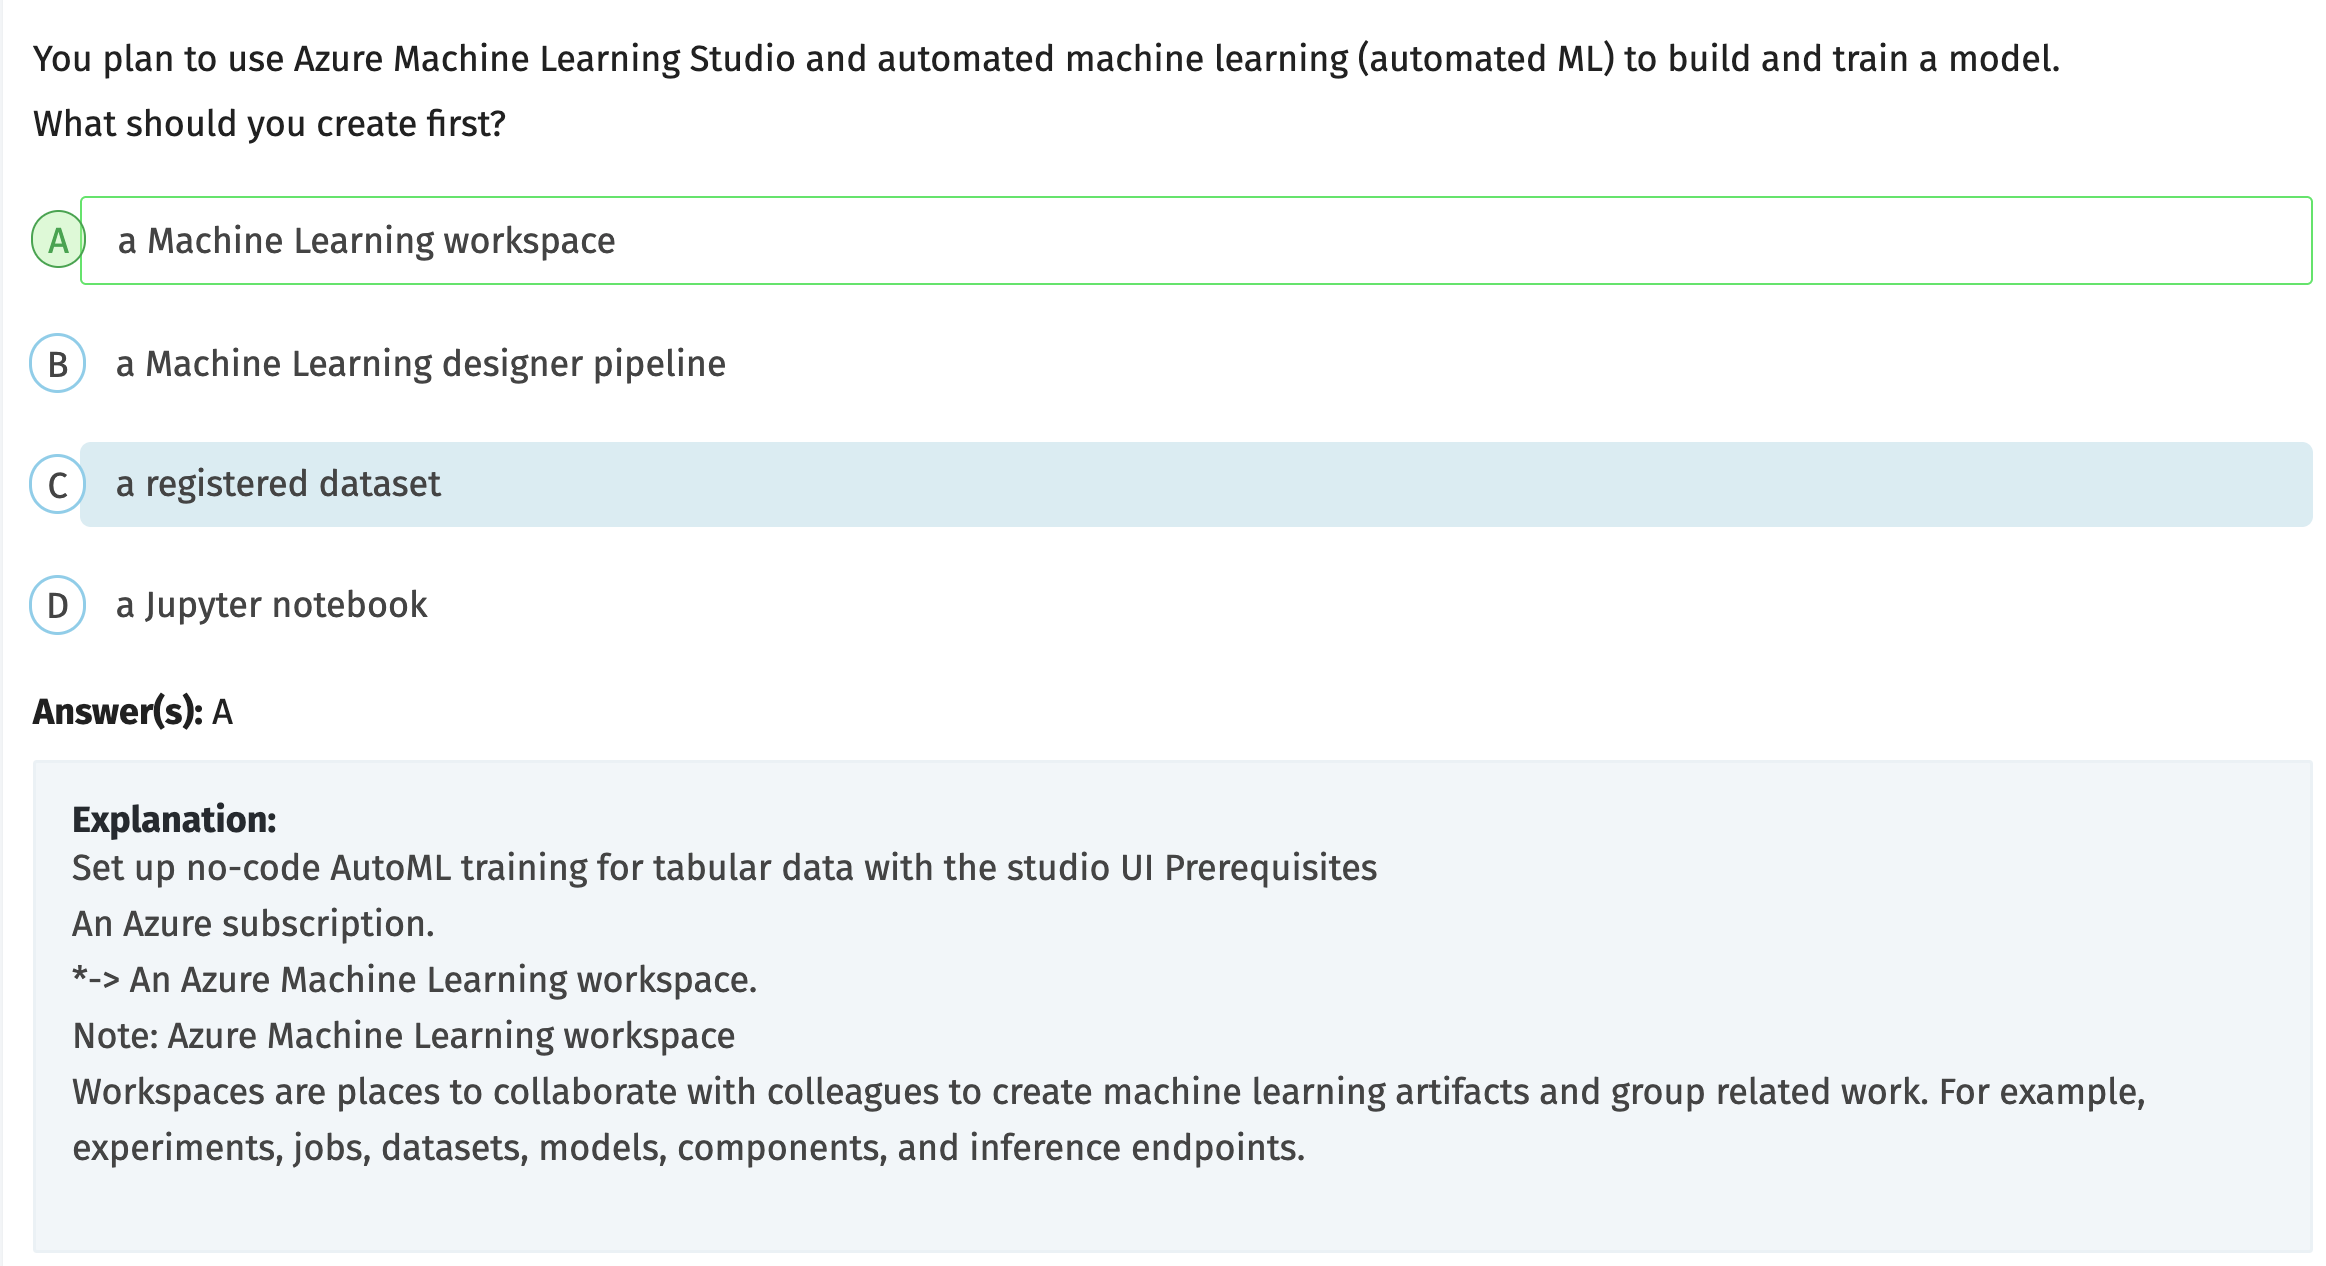 You plan to use Azure Machine Learning Studio and automated machine learning (automated ML) to build and train a model.
What should you create first?
A a Machine Learning workspace
B a Machine Learning designer pipeline
C a registered dataset
D a Jupyter notebook
Answer(s): A
Explanation:
Set up no-code AutoML training for tabular data with the studio UI Prerequisites
An Azure subscription.
*-> An Azure Machine Learning workspace.
Note: Azure Machine Learning workspace
Workspaces are places to collaborate with colleagues to create machine learning artifacts and group related work. For example,
experiments, jobs, datasets, models, components, and inference endpoints.